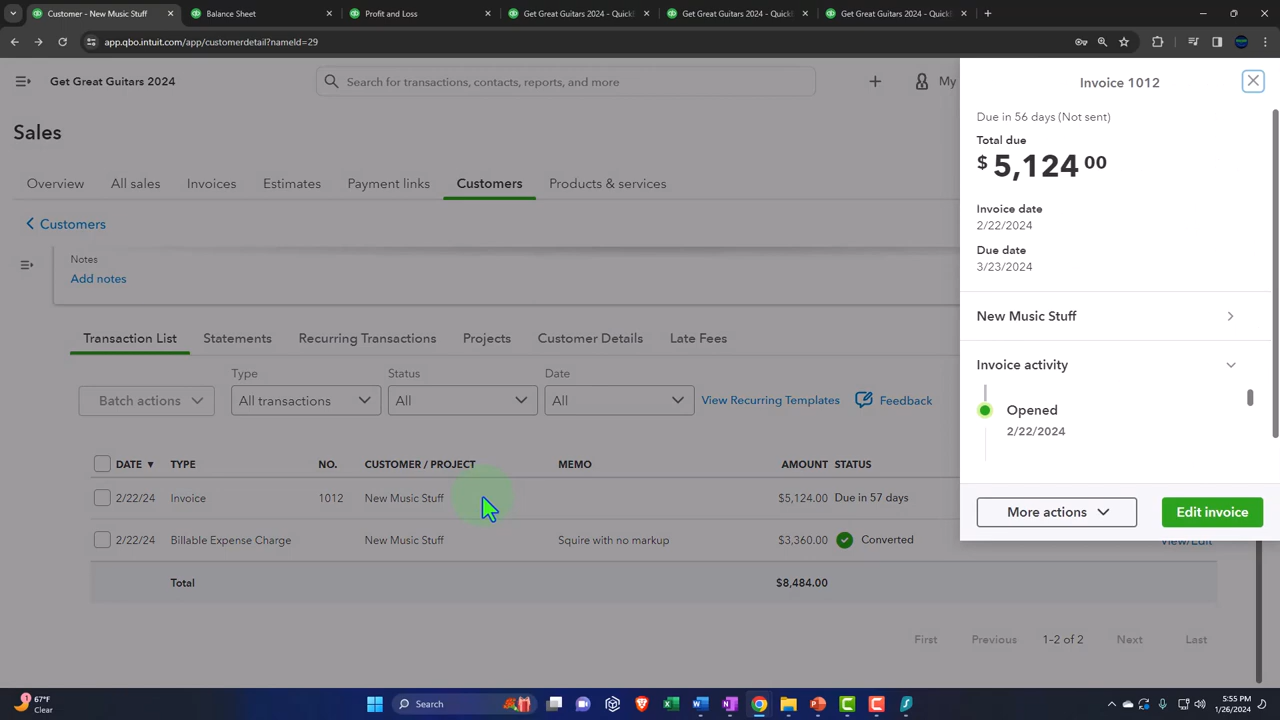 Customer - New Music Stuff
Balance Sheet
Profit and Loss
Get Great Guitars 2024 - Quick
Get Great Guitars 2024 - Quick
Get Great Guitars 2024 - Quick
app.qbo.intuit.com/app/customerdetail?nameId=29
Get Great Guitars 2024
Search for transactions, contacts, reports, and more
My
Invoice 1012
Due in 56 days (Not sent)
Total due
$ 5,124 00
Invoice date
2/22/2024
Due date
3/23/2024
New Music Stuff
Invoice activity
Opened
2/22/2024
More actions
Edit invoice
Sales
Overview
All sales
Invoices
Estimates
Payment links
Customers
Products & services
Customers
Notes
Add notes
Transaction List
Statements
Recurring Transactions
Projects
Customer Details
Late Fees
Type
Status
Date
Batch actions
All transactions
All
All
View Recurring Templates
Feedback
DATE ▼ TYPE NO. CUSTOMER / PROJECT MEMO AMOUNT STATUS
2/22/24 Invoice 1012 New Music Stuff $5,124.00 Due in 57 days
2/22/24 Billable Expense Charge New Music Stuff Squire with no markup $3,360.00 Converted View/Edit
Total $8,484.00
First Previous 1–2 of 2 Next Last
67°F
Clear
Search
5:55 PM
1/26/2024